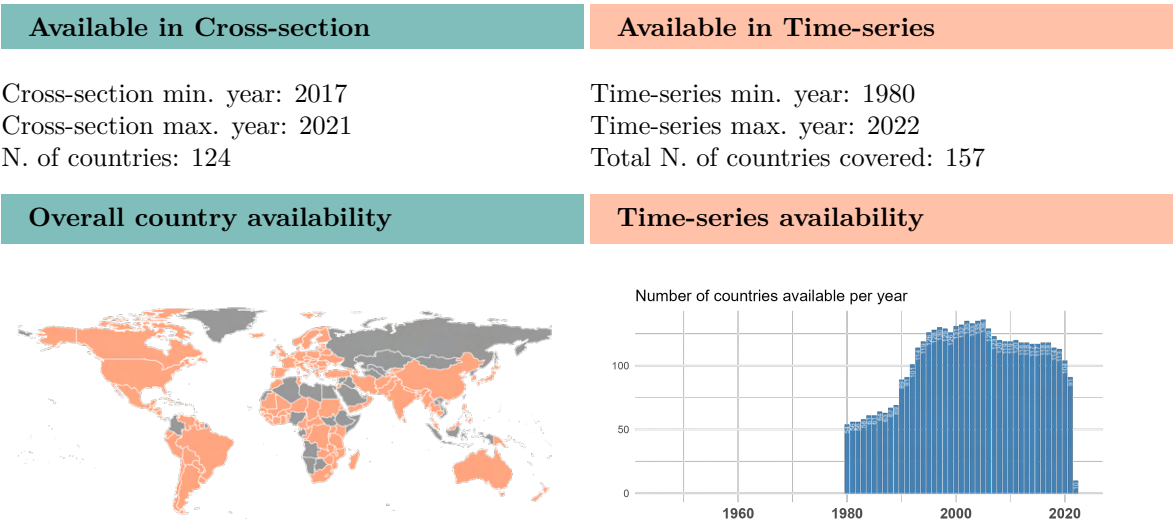 Available in Cross-section
Available in Time-series
Cross-section min. year: 2017
Cross-section max. year: 2021
N. of countries: 124
Time-series min. year: 1980
Time-series max. year: 2022
Total N. of countries covered: 157
Overall country availability
Time-series availability
Number of countries available per year
100
50
0
1960
1980
2000
2020